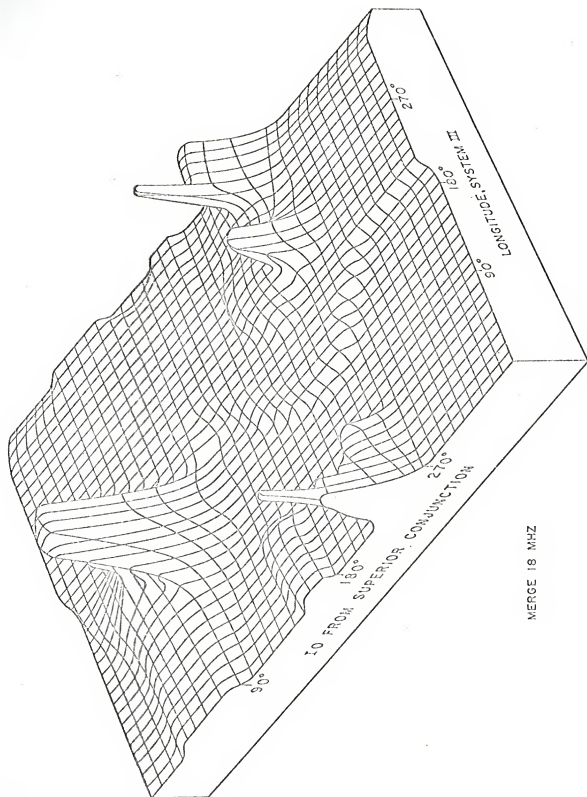 90°
180°
270°
IO FROM SUPERIOR CONJUNCTION
90°
180°
270°
LONGITUDE, SYSTEM III
MERGE 18 MHZ